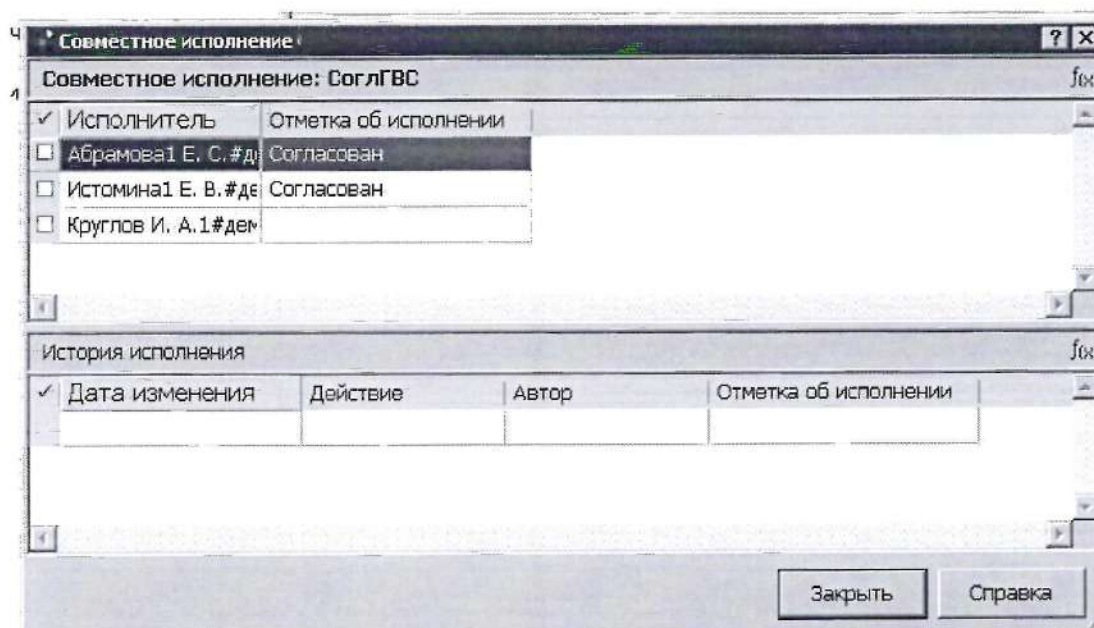 Совместное исполнение
? X
Совместное исполнение: СоглГВС
✓ Исполнитель Отметка об исполнении
Абрамова1 Е. С.#д Согласован
Истомина1 Е. В.#де Согласован
Круглов И. А.1#дем
История исполнения
✓ Дата изменения Действие Автор Отметка об исполнении
Закрыть Справка